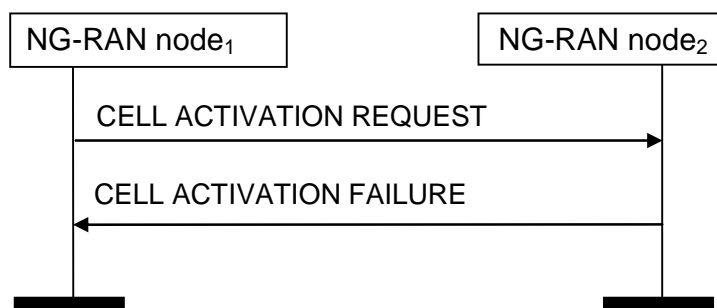 NG-RAN node₁
NG-RAN node₂
CELL ACTIVATION REQUEST
CELL ACTIVATION FAILURE